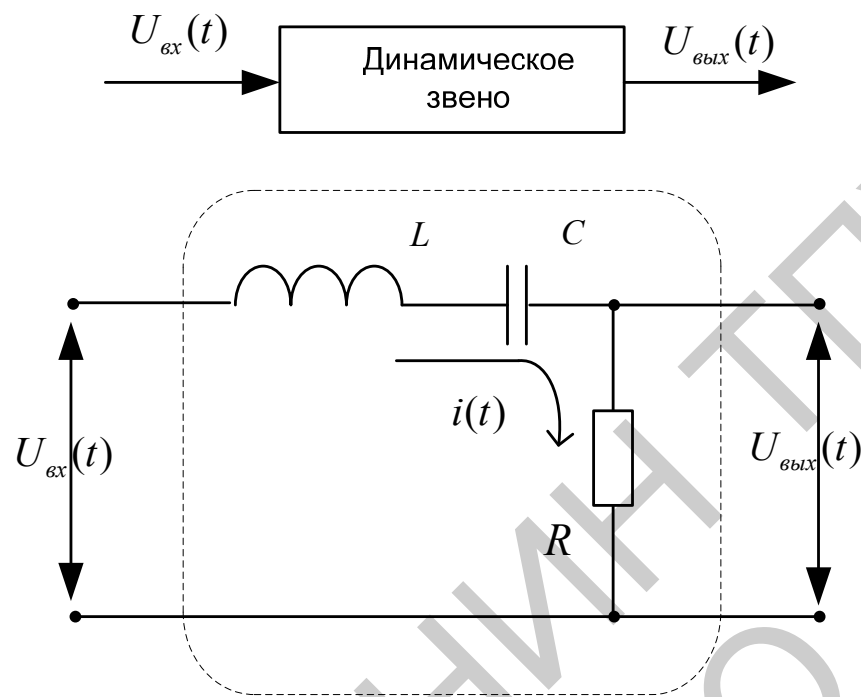 U_вх(t)
Динамическое
звено
U_вых(t)
L
C
i(t)
U_вх(t)
U_вых(t)
R